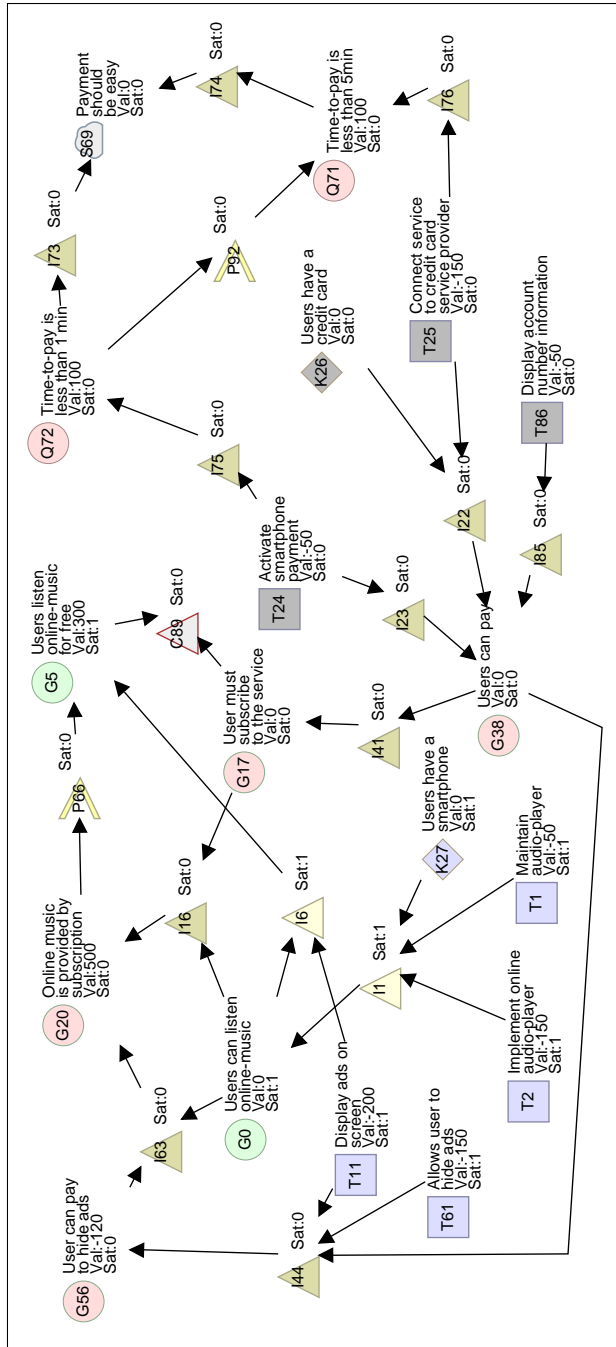 G56
User can pay
to hide ads
Val:-120
Sat:0
G20
Online music
is provided by
subscription
Val:500
Sat:0
P66
Sat:0
G5
Users listen
online-music
for free
Val:300
Sat:1
Q72
Time-to-pay is
less than 1 min
Val:100
Sat:0
I73
Sat:0
S69
Payment
should
be easy
Val:0
Sat:0
I63
Sat:0
I16
Sat:0
C89
Sat:0
I75
Sat:0
P92
Sat:0
I74
Sat:0
G0
Users can listen
online-music
Val:0
Sat:1
I6
Sat:1
G17
User must
subscribe
to the service
Val:0
Sat:0
T24
Activate
smartphone
payment
Val:-50
Sat:0
K26
Users have a
credit card
Val:0
Sat:0
Q71
Time-to-pay is
less than 5min
Val:100
Sat:0
I44
Sat:0
T11
Display ads on
screen
Val:-200
Sat:1
I1
Sat:1
I41
Sat:0
I23
Sat:0
I22
Sat:0
T25
Connect service
to credit card
service provider
Val:-150
Sat:0
I76
Sat:0
T61
Allows user to
hide ads
Val:-150
Sat:1
K27
Users have a
smartphone
Val:0
Sat:1
G38
Users can pay
Val:0
Sat:0
I85
Sat:0
T86
Display account
number information
Val:-50
Sat:0
T2
Implement online
audio-player
Val:-150
Sat:1
T1
Maintain
audio-player
Val:-50
Sat:1